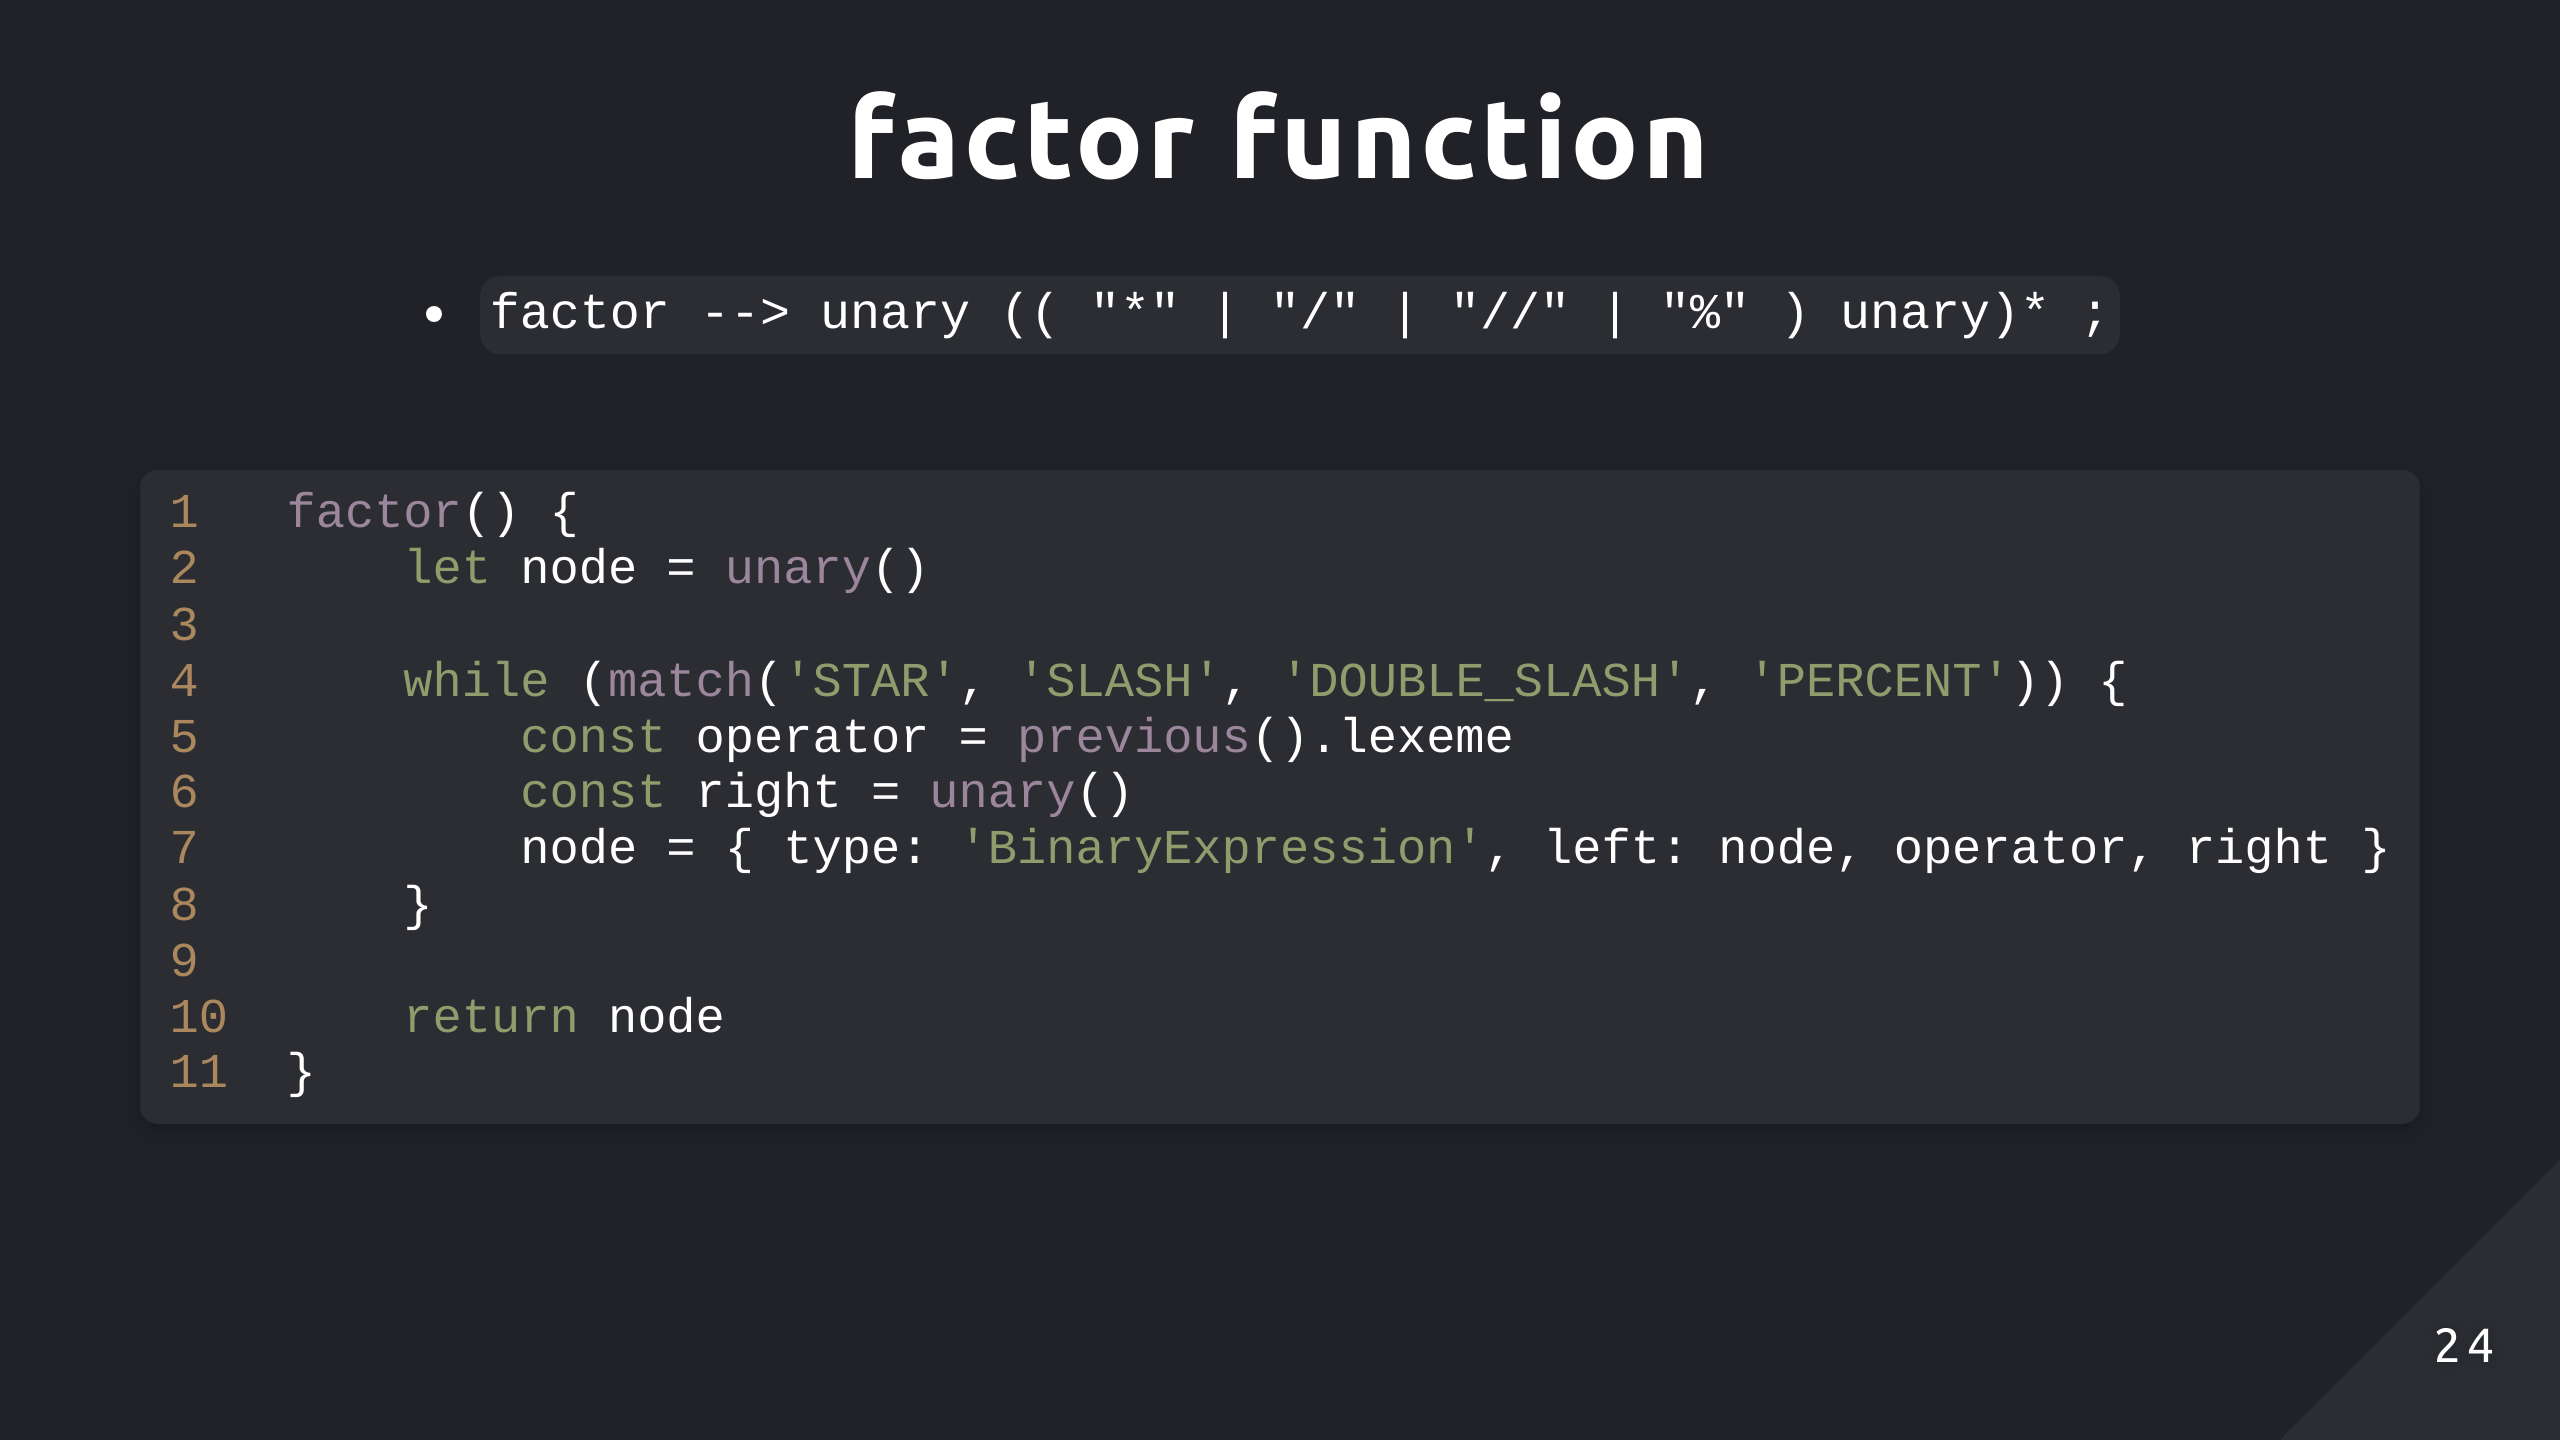 factor function
• factor --> unary (( "*" | "/" | "//" | "%" ) unary)* ;
1   factor() {
2       let node = unary()
3
4       while (match('STAR', 'SLASH', 'DOUBLE_SLASH', 'PERCENT')) {
5           const operator = previous().lexeme
6           const right = unary()
7           node = { type: 'BinaryExpression', left: node, operator, right }
8       }
9
10      return node
11  }
24